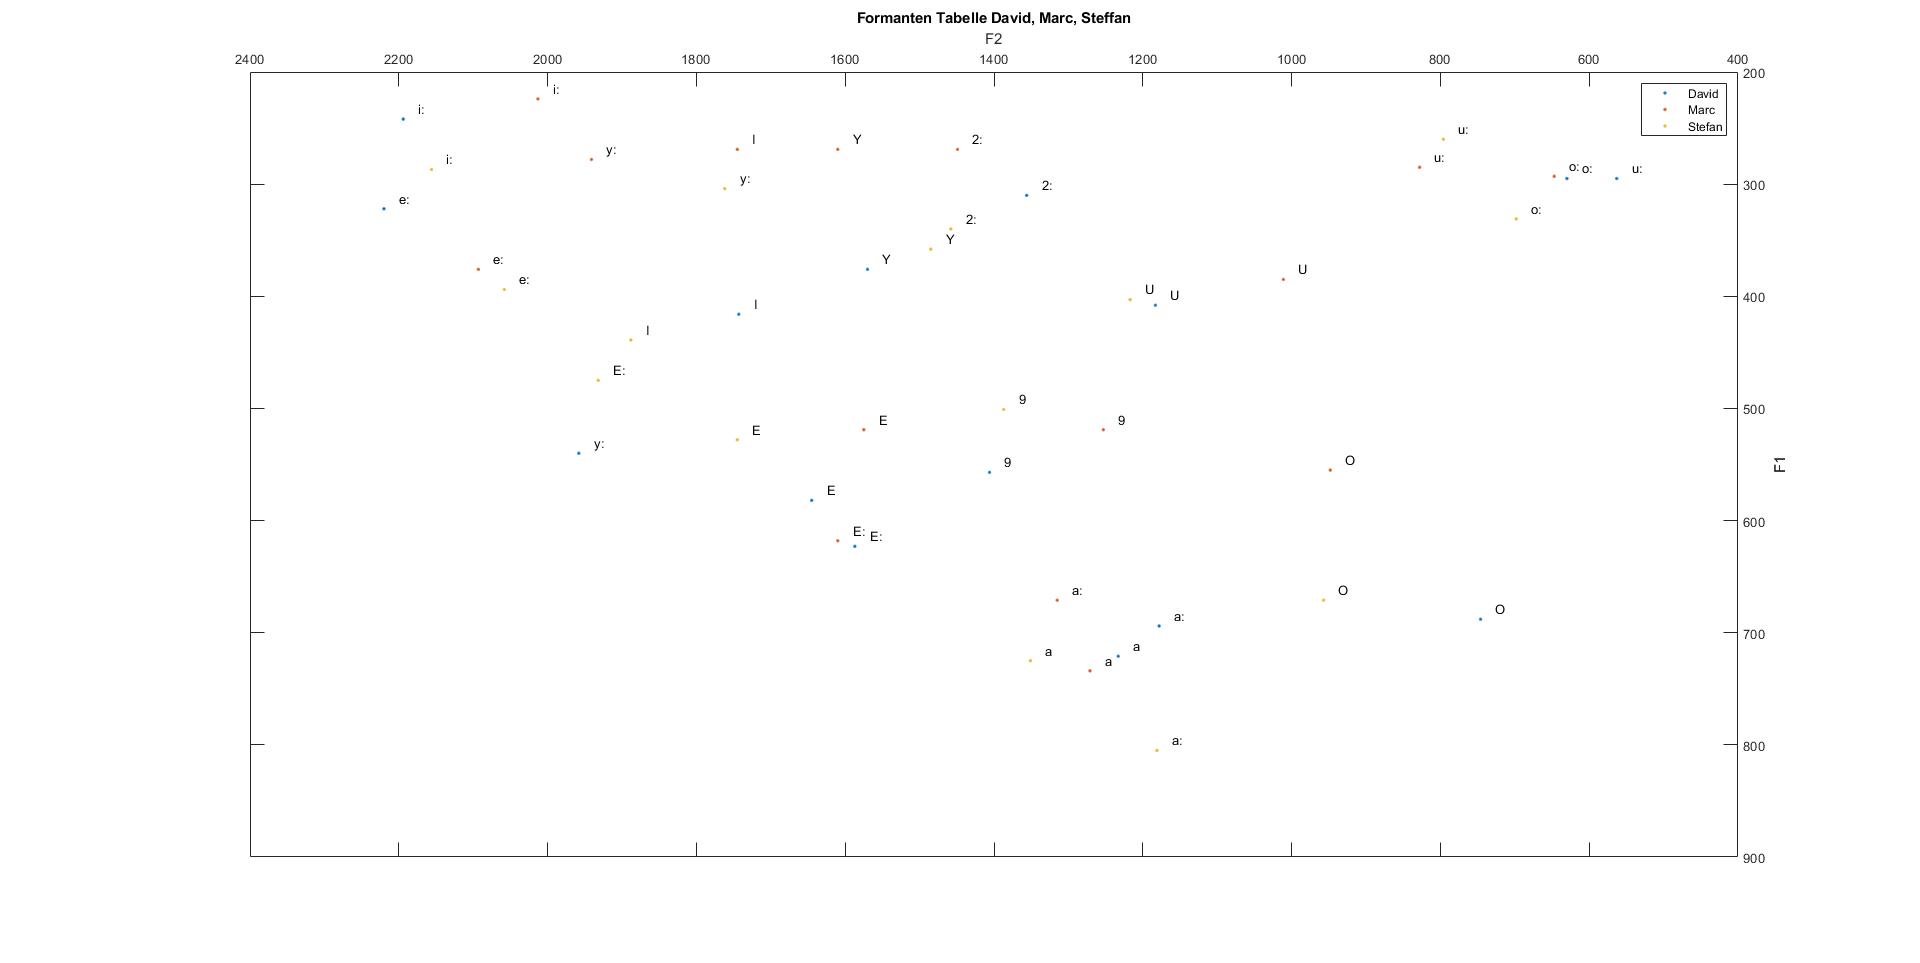 Formanten Tabelle David, Marc, Steffan
F2
2400 2200 2000 1800 1600 1400 1200 1000 800 600 400
200
i:
David
i:
Marc
Stefan
u:
I Y 2:
y:
u:
i:
o: o: u:
y:
300
2:
e:
o:
2:
Y
e: Y
U
e:
U U
400
I
I
E:
9
500
E 9
E
y:
F1
9 O
E
600
E: E:
a: O
O
a:
700
a
a a
a:
800
900